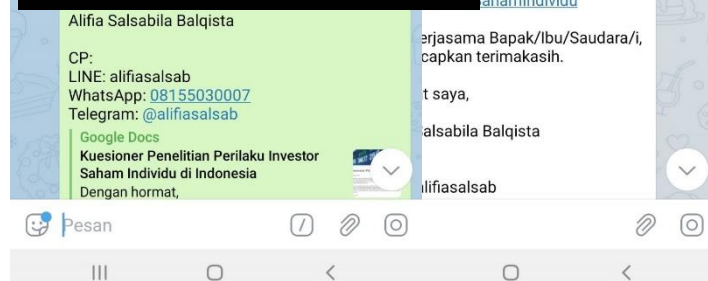 Alifia Salsabila Balqista
CP:
LINE: alifiasalsab
WhatsApp: 08155030007
Telegram: @alifiasalsab
Google Docs
Kuesioner Penelitian Perilaku Investor
Saham Individu di Indonesia
Dengan hormat,
Pesan
erjasama Bapak/Ibu/Saudara/i,
capkan terimakasih.
t saya,
alsabila Balqista
lifiasalsab